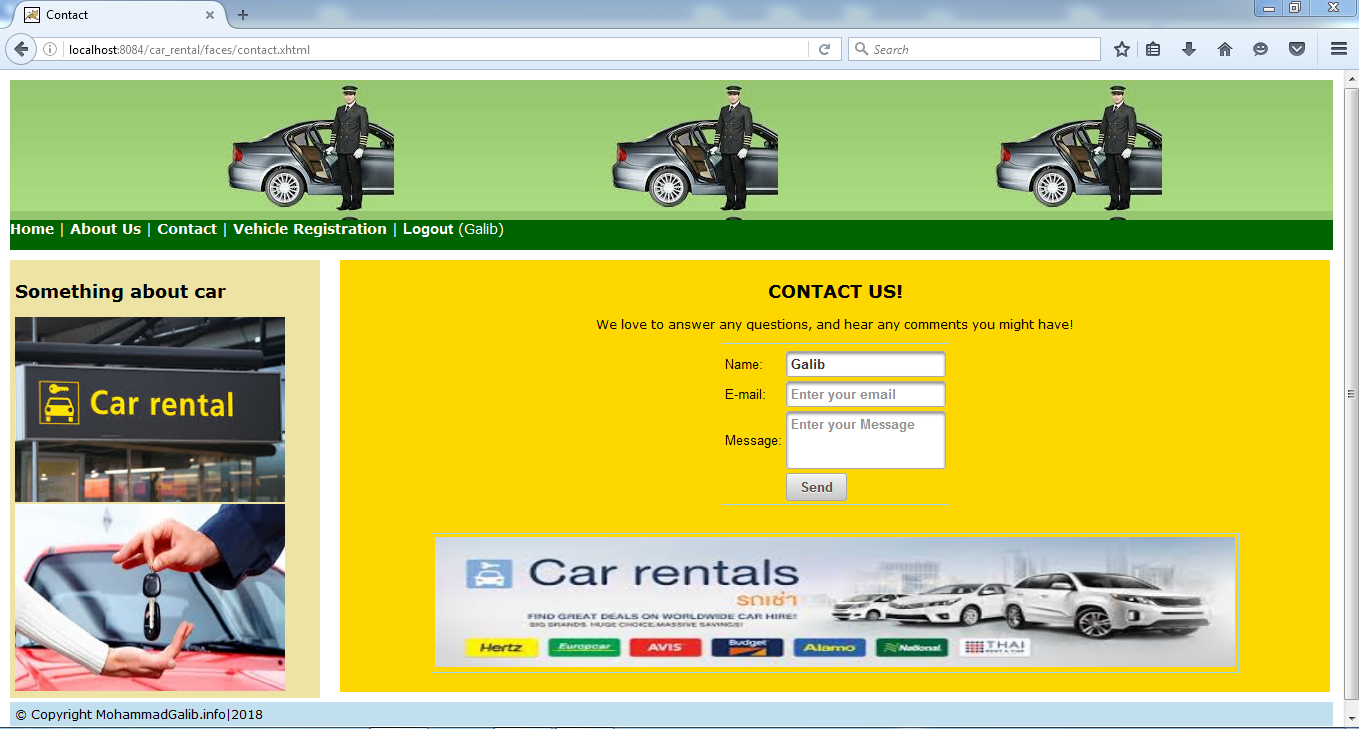 Contact
localhost:8084/car_rental/faces/contact.xhtml
Search
Home | About Us | Contact | Vehicle Registration | Logout (Galib)
Something about car
Car rental
CONTACT US!
We love to answer any questions, and hear any comments you might have!
Name: Galib
E-mail: Enter your email
Message: Enter your Message
Send
Car rentals
รถเช่า
FIND GREAT DEALS ON WORLDWIDE CAR HIRE!
BIG BRANDS. HUGE CHOICE. MASSIVE SAVINGS!
Hertz Europcar AVIS Budget Alamo National THAI
RENT A CAR
© Copyright MohammadGalib.info|2018